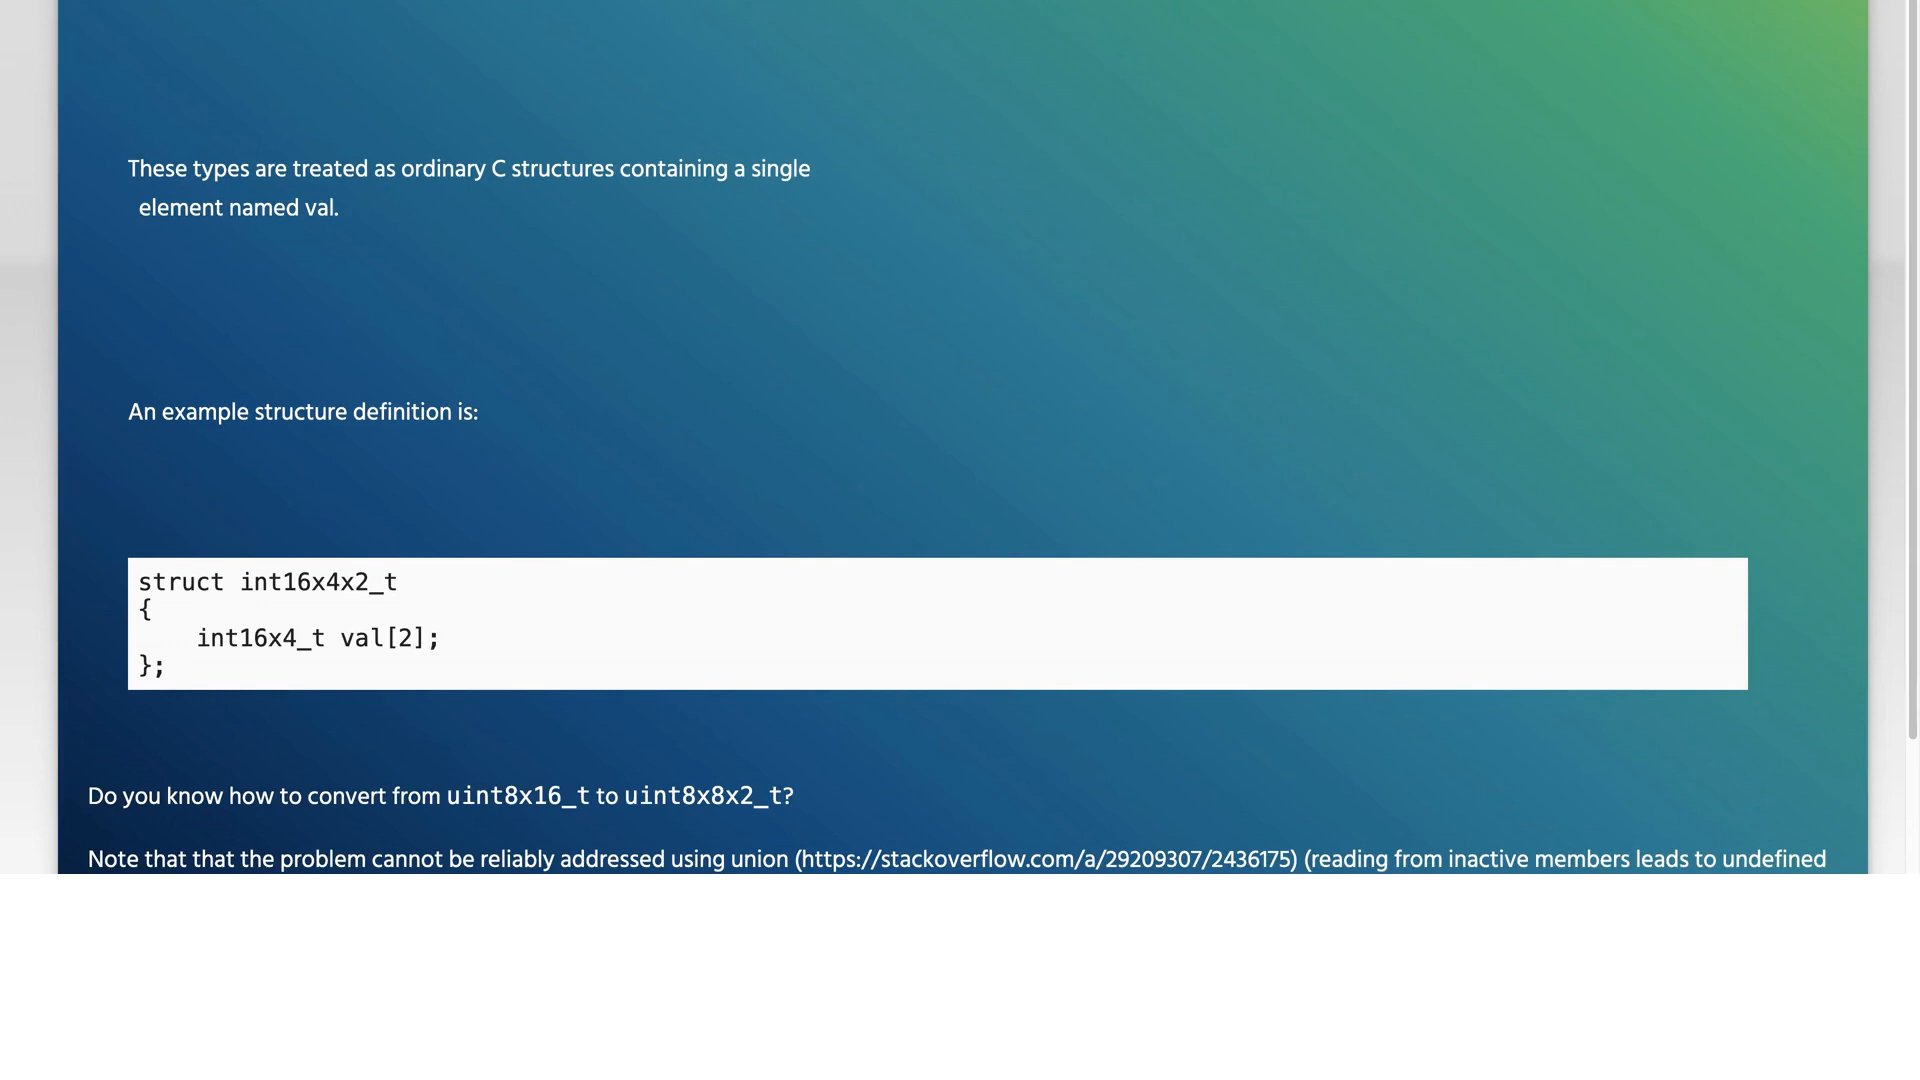 These types are treated as ordinary C structures containing a single
element named val.
An example structure definition is:
struct int16x4x2_t
{
    int16x4_t val[2];
};
Do you know how to convert from uint8x16_t to uint8x8x2_t?
Note that that the problem cannot be reliably addressed using union (https://stackoverflow.com/a/29209307/2436175) (reading from inactive members leads to undefined